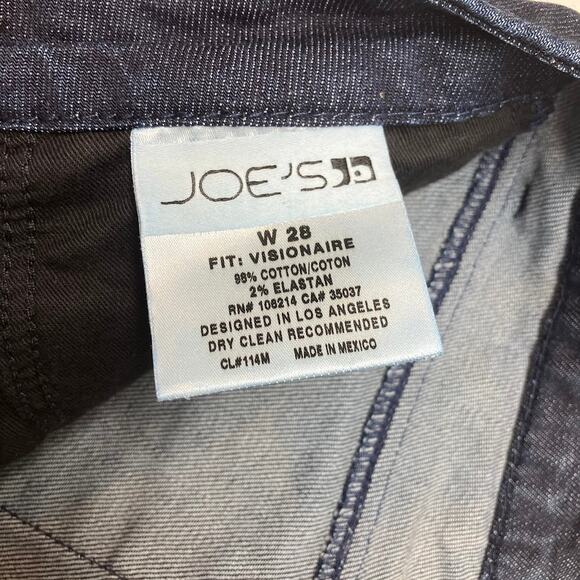 JOE'S
W 28
FIT: VISIONAIRE
98% COTTON/COTON
2% ELASTAN
RN# 106214 CA# 35037
DESIGNED IN LOS ANGELES
DRY CLEAN RECOMMENDED
CL#114M MADE IN MEXICO